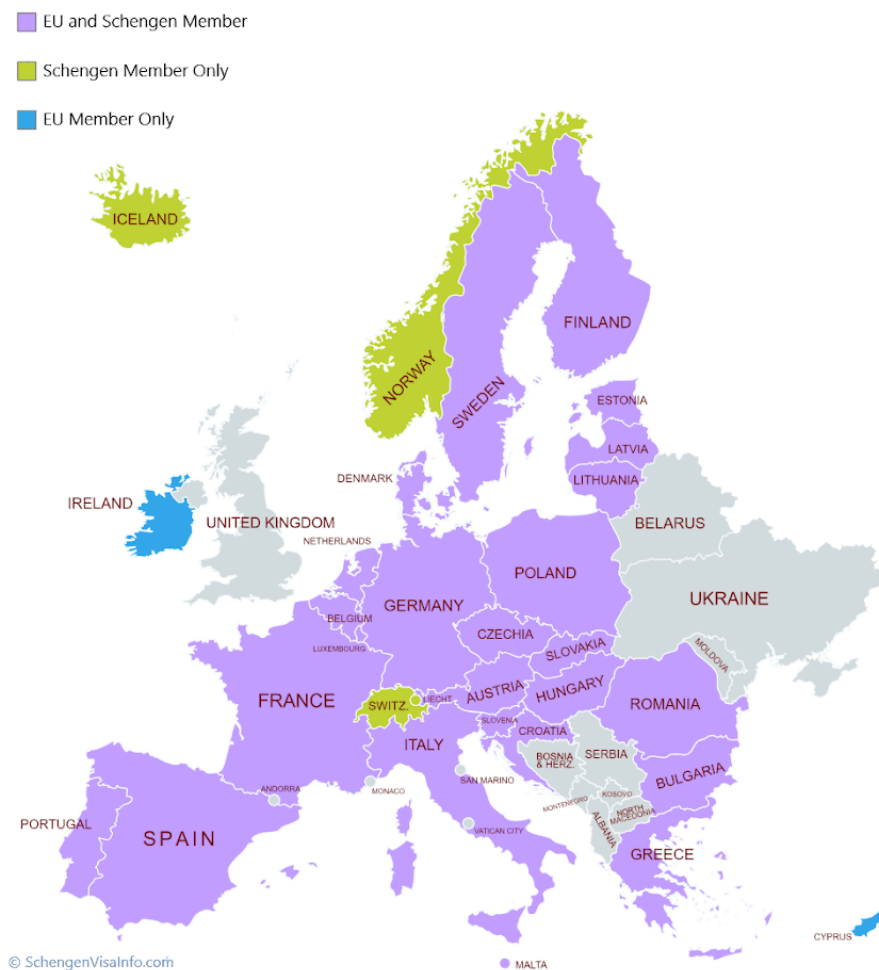 EU and Schengen Member
Schengen Member Only
EU Member Only
ICELAND
FINLAND
NORWAY
SWEDEN
ESTONIA
LATVIA
DENMARK
LITHUANIA
IRELAND
UNITED KINGDOM
BELARUS
NETHERLANDS
POLAND
UKRAINE
GERMANY
BELGIUM
CZECHIA
LUXEMBOURG
SLOVAKIA
MOLDOVA
FRANCE
SWITZ.
LIECHT
AUSTRIA
HUNGARY
ROMANIA
SLOVENIA
CROATIA
ITALY
BOSNIA
& HERZ.
SERBIA
BULGARIA
SAN MARINO
ANDORRA
MONACO
KOSOVO
MONTENEGRO
NORTH
MACEDONIA
PORTUGAL
SPAIN
VATICAN CITY
ALBANIA
GREECE
CYPRUS
MALTA
© SchengenVisaInfo.com